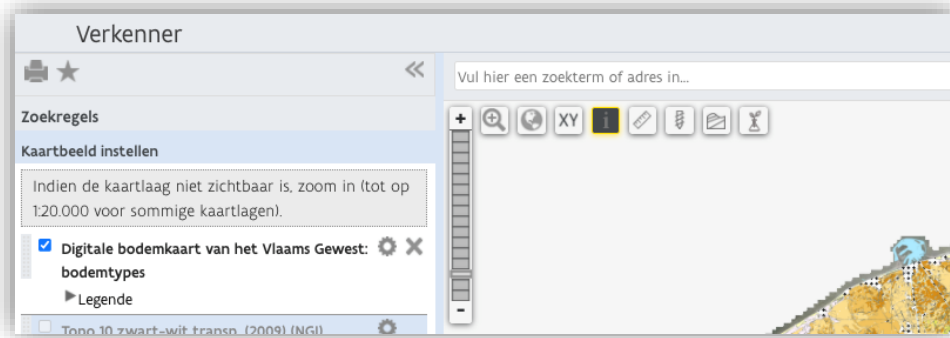 Verkenner
Zoekregels
Kaartbeeld instellen
Indien de kaartlaag niet zichtbaar is, zoom in (tot op
1:20.000 voor sommige kaartlagen).
Digitale bodemkaart van het Vlaams Gewest:
bodemtypes
Legende
Topo 10 zwart-wit transp. (2009) (NGI)
Vul hier een zoekterm of adres in...
+
XY
i
-